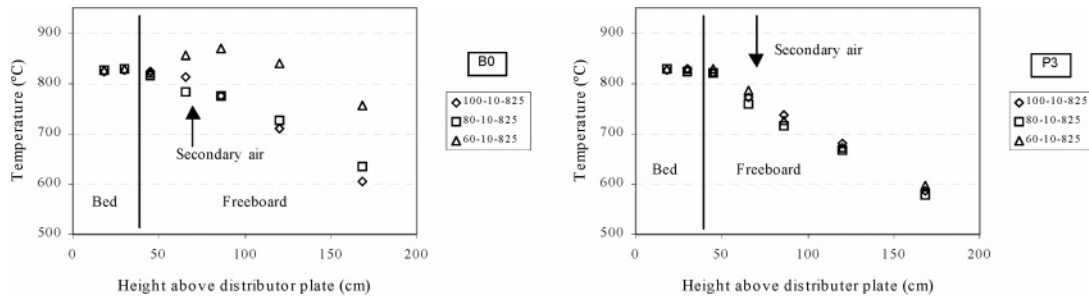 Temperature (°C)
900
800
700
600
500
0
50
100
150
200
Height above distributor plate (cm)
Bed
Freeboard
Secondary air
B0
100-10-825
80-10-825
60-10-825
Temperature (°C)
900
800
700
600
500
0
50
100
150
200
Height above distributer plate (cm)
Bed
Freeboard
Secondary air
P3
100-10-825
80-10-825
60-10-825